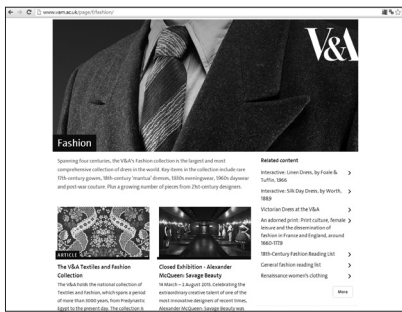 www.vam.ac.uk/page/f/fashion/
V&A
Fashion
Spanning four centuries, the V&A's Fashion collection is the largest and most
comprehensive collection of dress in the world. Key items in the collection include rare
17th-century gowns, 18th-century 'mantua' dresses, 1930s eveningwear, 1960s daywear
and post-war couture. Plus a growing number of pieces from 21st-century designers.
ARTICLE
The V&A Textiles and Fashion
Collection
The V&A holds the national collection of
Textiles and Fashion, which spans a period
of more than 5000 years, from Predynastic
Egypt to the present day. The collection is
Closed Exhibition - Alexander
McQueen: Savage Beauty
14 March – 2 August 2015. Celebrating the
extraordinary creative talent of one of the
most innovative designers of recent times,
Alexander McQueen: Savage Beauty was
Related content
Interactive: Linen Dress, by Foale &
Tuffin, 1966
Interactive: Silk Day Dress, by Worth,
1889
Victorian Dress at the V&A
An adorned print: Print culture, female
leisure and the dissemination of
fashion in France and England, around
1660-1779
18th-Century Fashion Reading List
General fashion reading list
Renaissance women's clothing
More